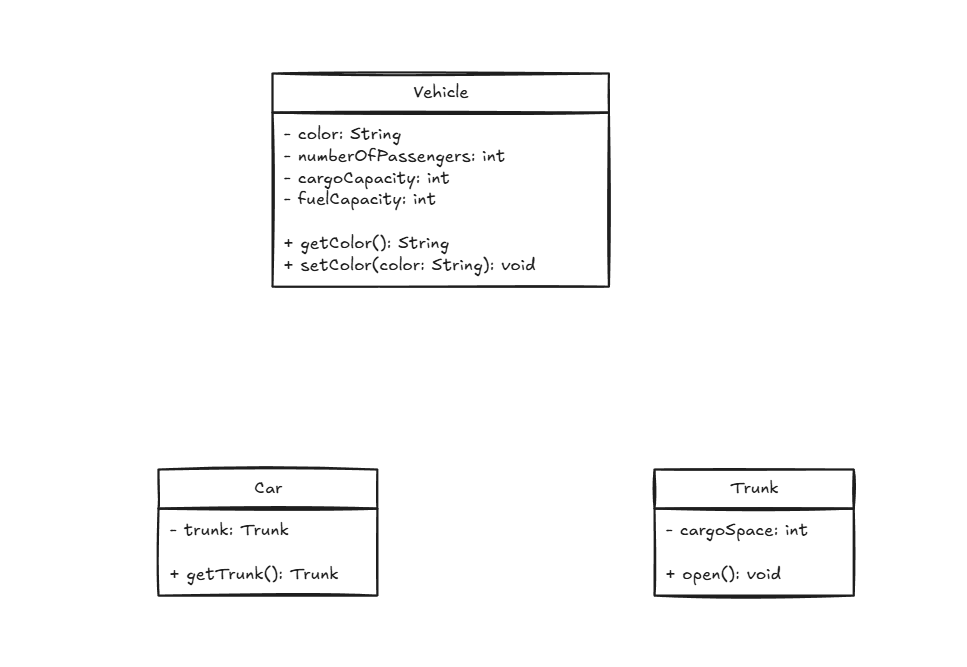 Vehicle
- color: String
- numberOfPassengers: int
- cargoCapacity: int
- fuelCapacity: int
+ getColor(): String
+ setColor(color: String): void
Car
- trunk: Trunk
+ getTrunk(): Trunk
Trunk
- cargoSpace: int
+ open(): void